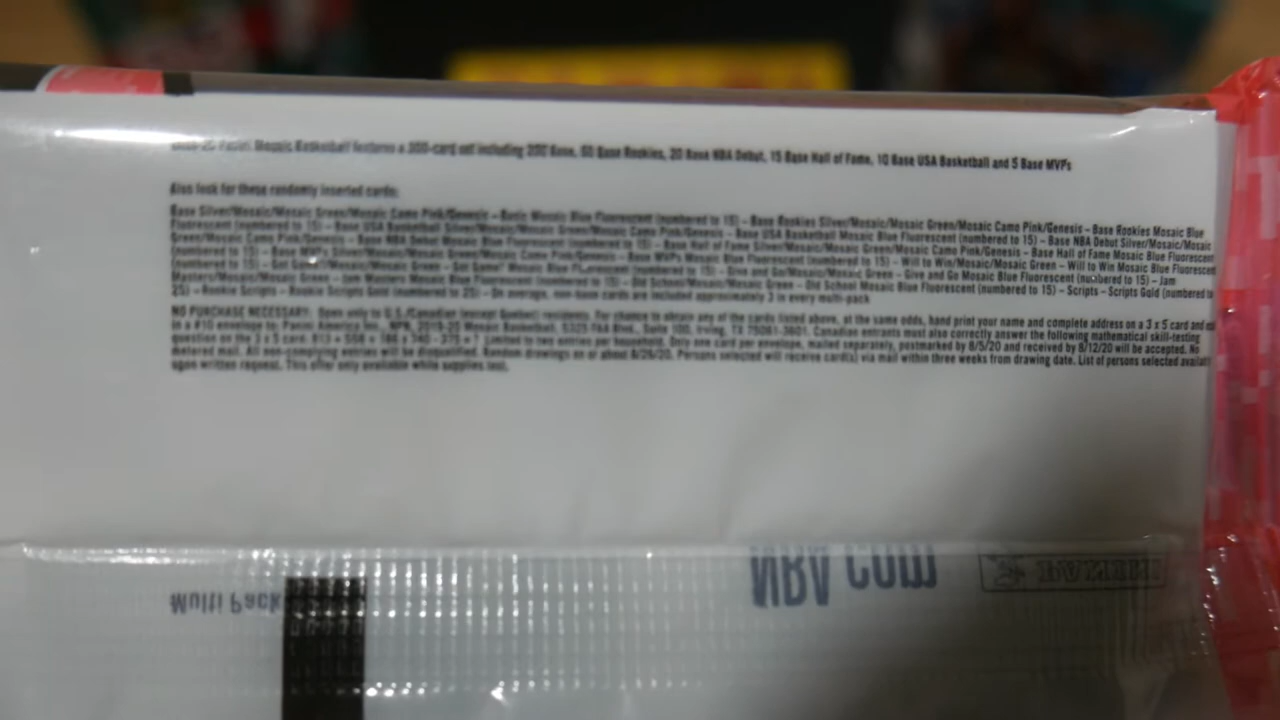 Panini Mosaic Basketball features a 300-card set including 200 Base, 50 Base Rookies, 20 Base NBA Debut, 15 Base Hall of Fame, 10 Base USA Basketball and 5 Base MVPs
Also look for these randomly inserted cards:
Base Silver/Mosaic/Mosaic Green/Mosaic Camo Pink/Genesis – Base Mosaic Blue Fluorescent (numbered to 15) – Base Rookies Silver/Mosaic/Mosaic Green/Mosaic Camo Pink/Genesis – Base Rookies Mosaic Blue
Fluorescent (numbered to 15) – Base USA Basketball Silver/Mosaic/Mosaic Green/Mosaic Camo Pink/Genesis – Base USA Basketball Mosaic Blue Fluorescent (numbered to 15) – Base NBA Debut Silver/Mosaic/Mosaic
Green/Mosaic Camo Pink/Genesis – Base NBA Debut Mosaic Blue Fluorescent (numbered to 15) – Base Hall of Fame Silver/Mosaic/Mosaic Green/Mosaic Camo Pink/Genesis – Base Hall of Fame Mosaic Blue Fluorescent
(numbered to 15) – Base MVPs Silver/Mosaic/Mosaic Green/Mosaic Camo Pink/Genesis – Base MVPs Mosaic Blue Fluorescent (numbered to 15) – Will to Win/Mosaic/Mosaic Green – Will to Win Mosaic Blue Fluorescent
(numbered to 15) – Got Game/Mosaic/Mosaic Green – Got Game Mosaic Blue Fluorescent (numbered to 15) – Give and Go/Mosaic/Mosaic Green – Give and Go Mosaic Blue Fluorescent (numbered to 15) – Jam
Masters/Mosaic/Mosaic Green – Jam Masters Mosaic Blue Fluorescent (numbered to 15) – Old School/Mosaic/Mosaic Green – Old School Mosaic Blue Fluorescent (numbered to 15) – Scripts – Scripts Gold (numbered to
25) – Rookie Scripts – Rookie Scripts Gold (numbered to 25) – On average, non-base cards are included approximately 3 in every multi-pack
NO PURCHASE NECESSARY. Open only to U.S./Canadian (except Quebec) residents. For chance to obtain any of the cards listed above, at the same odds, hand print your name and complete address on a 3 x 5 card and
in a #10 envelope to: Panini America Inc., NPN, 2019-20 Mosaic Basketball, 5325 FAA Blvd., Suite 100, Irving, TX 75061-3601. Canadian entrants must also correctly answer the following mathematical skill-testing
question on the 3 x 5 card: Limited to two entries per household. Only one card per envelope, mailed separately, postmarked by 8/5/20 and received by 8/12/20 will be accepted. No
metered mail. All non-complying entries will be disqualified. Random drawings on or about 8/26/20. Persons selected will receive card(s) via mail within three weeks from drawing date. List of persons selected
upon written request. This offer only available while supplies last.
Multi Pack
NBA.com